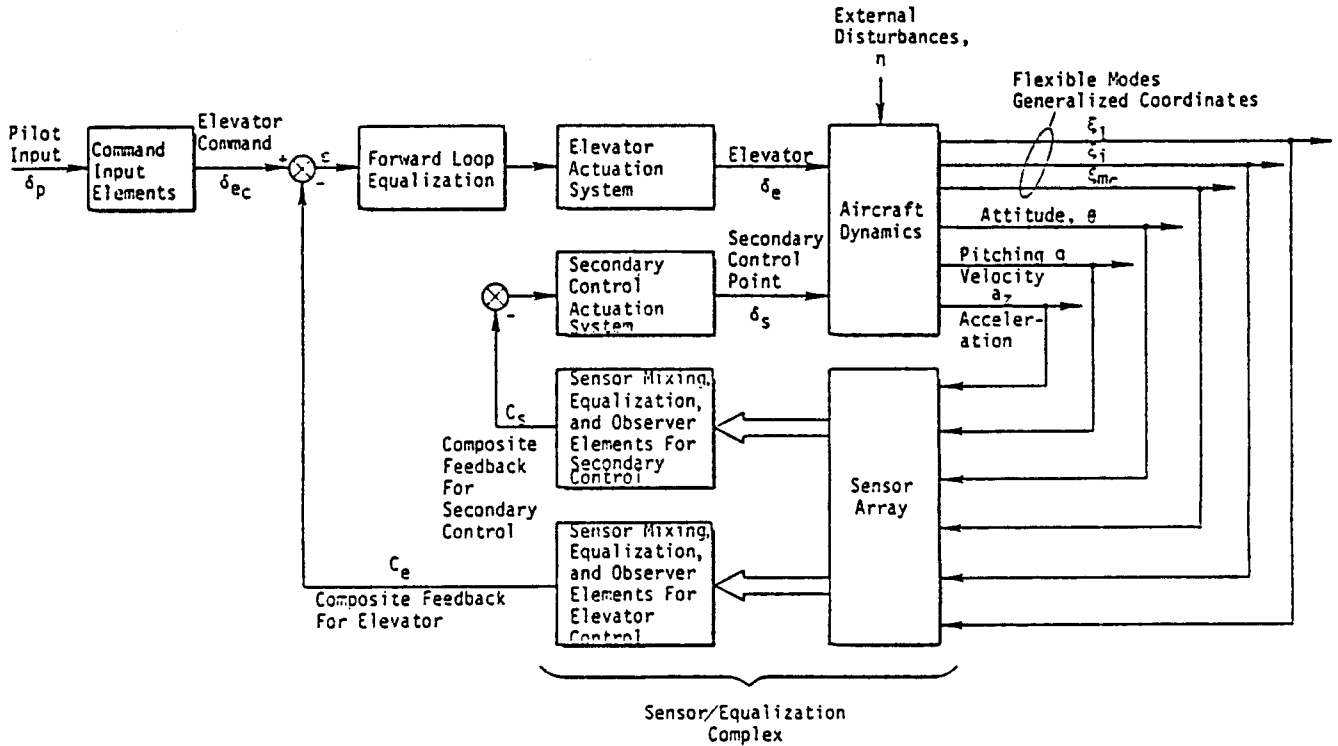 External
Disturbances,
η
Flexible Modes
Generalized Coordinates
ξ1
ξi
Pilot
Input
δp
Command
Input
Elements
Elevator
Command
δec
+
-
ε
Forward Loop
Equalization
Elevator
Actuation
System
Elevator
δe
Aircraft
Dynamics
Attitude, θ
Pitching q
Velocity
az
Acceler-
ation
-
Secondary
Control
Actuation
System
Secondary
Control
Point
δs
Cs
Composite
Feedback
For
Secondary
Control
Sensor Mixing,
Equalization,
and Observer
Elements For
Secondary
Control
Sensor
Array
Ce
Composite Feedback
For Elevator
Sensor Mixing,
Equalization,
and Observer
Elements For
Elevator
Control
Sensor/Equalization
Complex